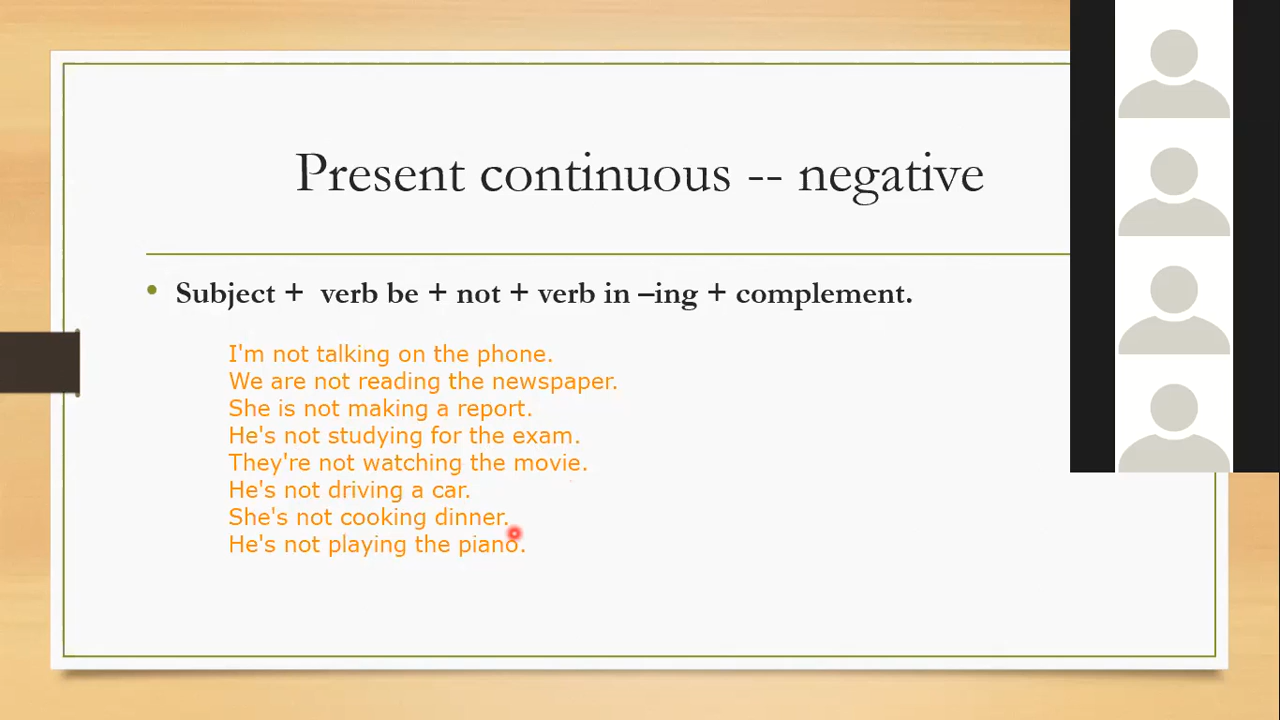 Present continuous -- negative
• Subject + verb be + not + verb in –ing + complement.
I'm not talking on the phone.
We are not reading the newspaper.
She is not making a report.
He's not studying for the exam.
They're not watching the movie.
He's not driving a car.
She's not cooking dinner.
He's not playing the piano.